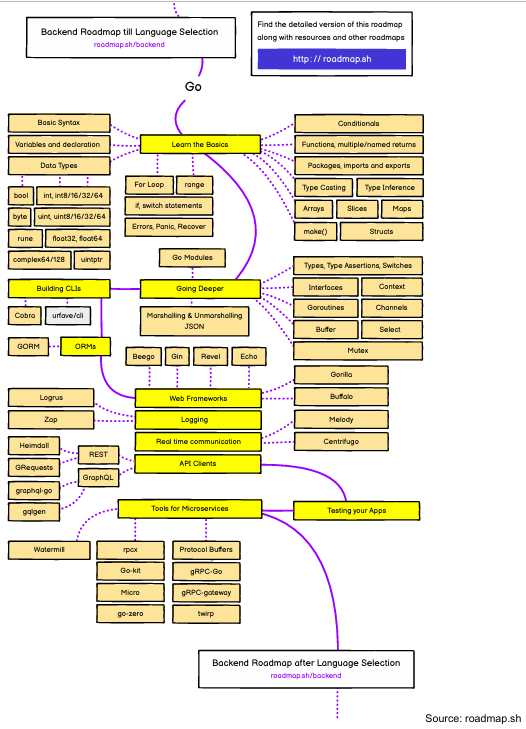 Backend Roadmap till Language Selection
roadmap.sh/backend
Find the detailed version of this roadmap
along with resources and other roadmaps
http:// roadmap.sh
Go
Basic Syntax
Variables and declaration
Data Types
bool
int, int8/16/32/64
byte
uint, uint8/16/32/64
rune
float32, float64
complex64/128
uintptr
Learn the Basics
For Loop
range
if, switch statements
Errors, Panic, Recover
Conditionals
Functions, multiple/named returns
Packages, imports and exports
Type Casting
Type Inference
Arrays
Slices
Maps
make()
Structs
Go Modules
Building CLIs
Going Deeper
Cobra
urfave/cli
Marshalling & Unmarshalling
JSON
Types, Type Assertions, Switches
Interfaces
Context
Goroutines
Channels
Buffer
Select
Mutex
GORM
ORMs
Beego
Gin
Revel
Echo
Web Frameworks
Gorilla
Buffalo
Logrus
Zap
Logging
Real time communication
Melody
Centrifugo
API Clients
Heimdall
GRequests
REST
graphql-go
gqlgen
GraphQL
Tools for Microservices
Testing your Apps
Watermill
rpcx
Go-kit
Micro
go-zero
Protocol Buffers
gRPC-Go
gRPC-gateway
twirp
Backend Roadmap after Language Selection
roadmap.sh/backend
Source: roadmap.sh